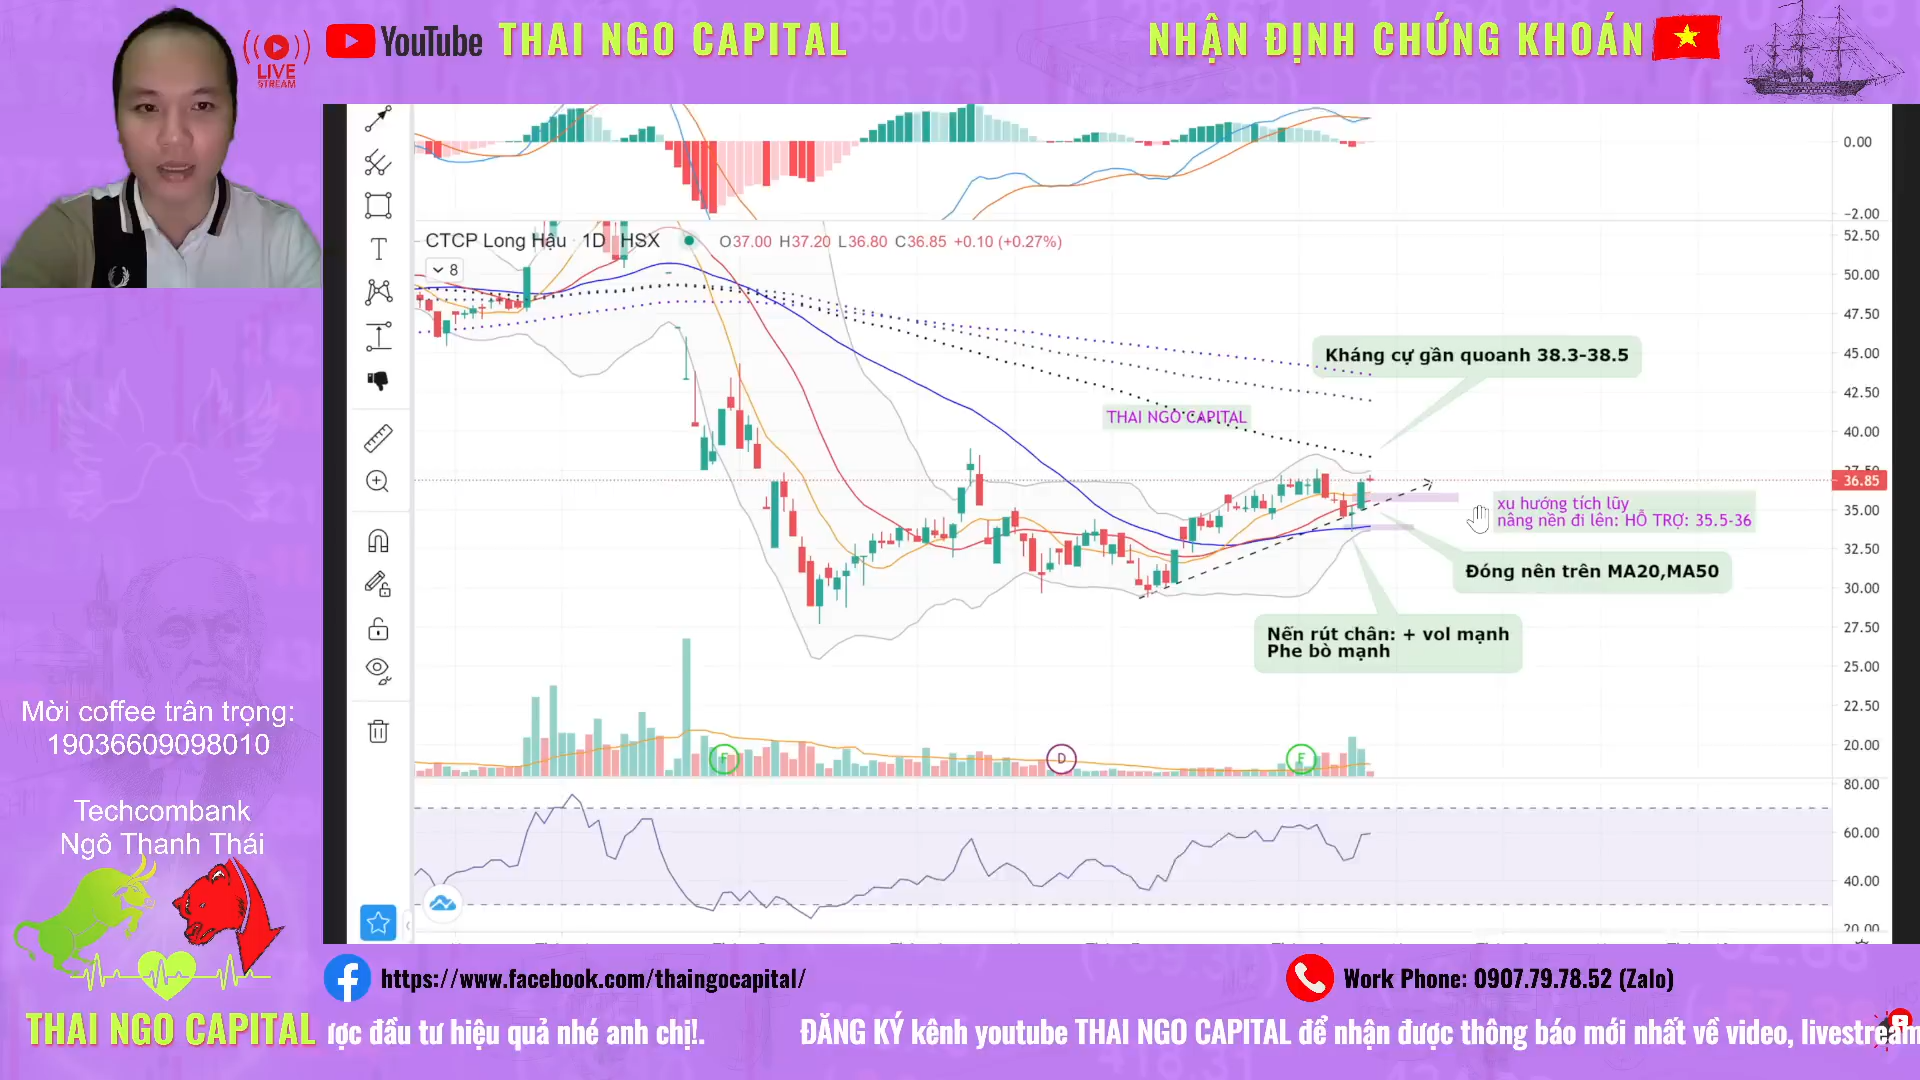 LIVE
STREAM
YouTube
THAI NGO CAPITAL
NHẬN ĐỊNH CHỨNG KHOÁN
0.00
−2.00
CTCP Long Hậu 1D HSX
O37.00 H37.20 L36.80 C36.85 +0.10 (+0.27%)
8
52.50
50.00
47.50
45.00
42.50
40.00
37.50
36.85
35.00
32.50
30.00
27.50
25.00
22.50
20.00
80.00
60.00
40.00
20.00
Kháng cự gần quoanh 38.3-38.5
THAI NGO CAPITAL
xu hướng tích lũy
nâng nền đi lên: HỖ TRỢ: 35.5-36
Đóng nên trên MA20,MA50
Nến rút chân: + vol mạnh
Phe bò mạnh
F
D
E
Mời coffee trân trọng:
19036609098010
Techcombank
Ngô Thanh Thái
https://www.facebook.com/thaingocapital/
Work Phone: 0907.79.78.52 (Zalo)
THAI NGO CAPITAL
ược đầu tư hiệu quả nhé anh chị!.
ĐĂNG KÝ kênh youtube THAI NGO CAPITAL để nhận được thông báo mới nhất về video, livestream